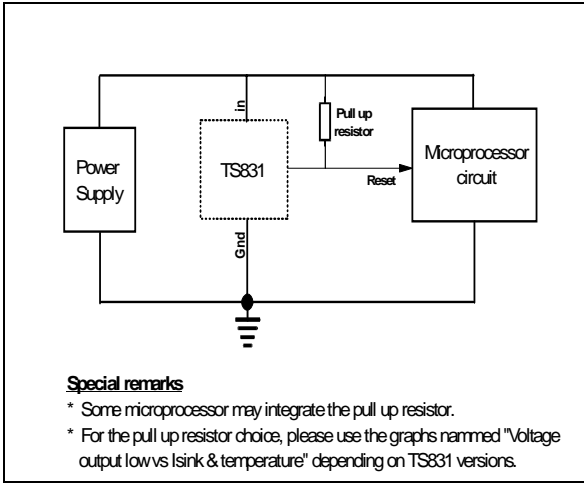 in
Pull up
resistor
Power
Supply
TS831
Microprocessor
circuit
Reset
Gnd
Special remarks
* Some microprocessor may integrate the pull up resistor.
* For the pull up resistor choice, please use the graphs nammed "Voltage
output low vs Isink & temperature" depending on TS831 versions.